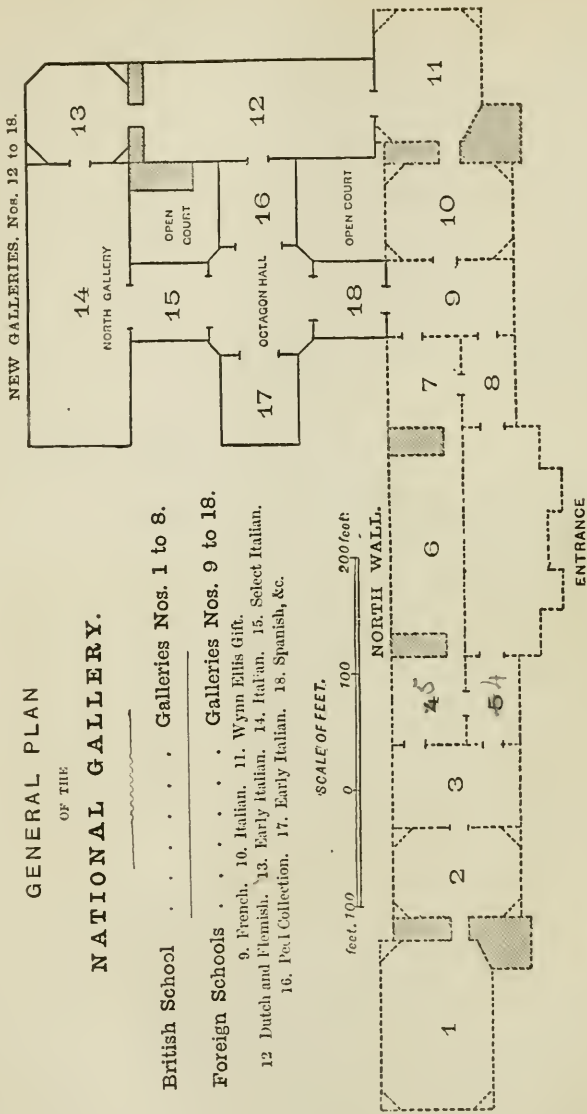 GENERAL PLAN
OF THE
NATIONAL GALLERY.
British School . . . . . . Galleries Nos. 1 to 8.
Foreign Schools . . . . . . Galleries Nos. 9 to 18.
9. French. 10. Italian. 11. Wynn Ellis Gift.
12 Dutch and Flemish. 13. Early Italian. 14. Italian. 15. Select Italian.
16. Peel Collection. 17. Early Italian. 18. Spanish, &c.
NEW GALLERIES, Nos. 12 to 18.
13
14
NORTH GALLERY
12
OPEN
COURT
15
16
OCTAGON HALL
17
OPEN COURT
18
11
10
9
7
8
SCALE OF FEET.
feet. 100 0 100 200 feet.
NORTH WALL.
1
2
3
4 5
5 4
6
ENTRANCE